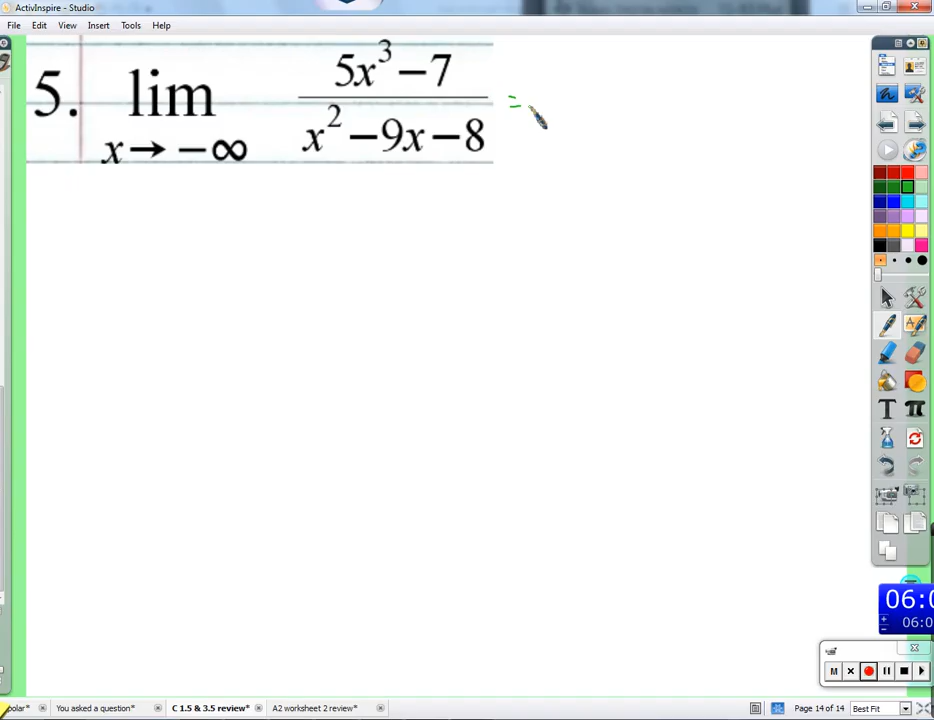 ActivInspire - Studio
File Edit View Insert Tools Help
5. lim x→ −∞ 5x³ −7 / x² −9x−8 =
06:0
06:0
M
polar* You asked a question* C 1.5 & 3.5 review* A2 worksheet 2 review* Page 14 of 14 Best Fit